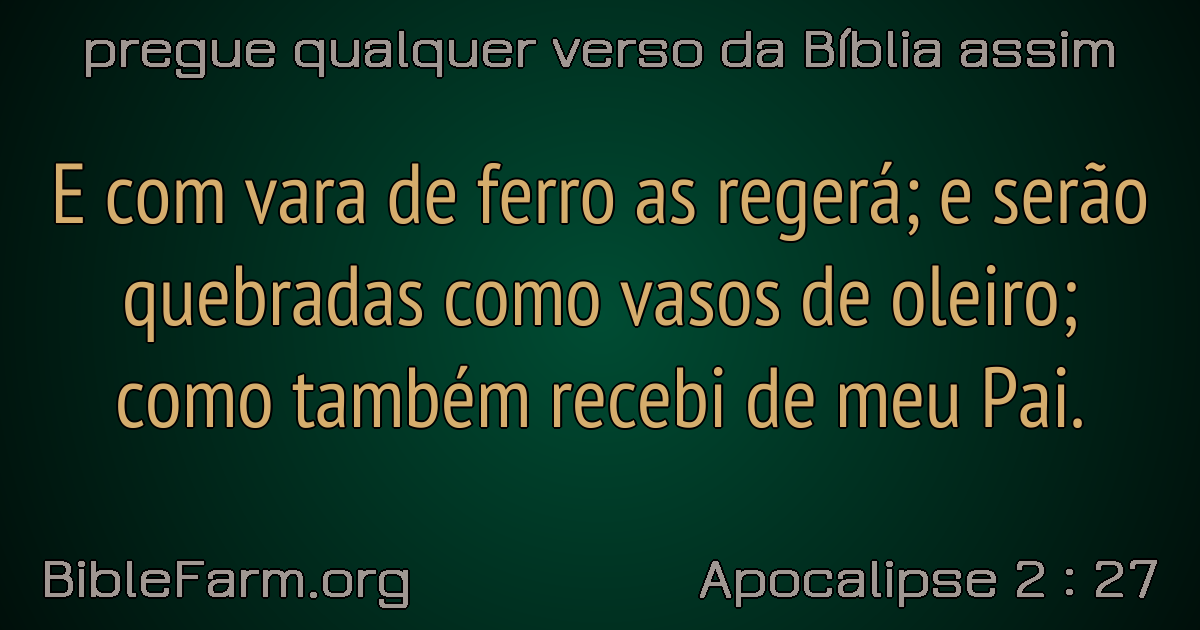 pregue qualquer verso da Bíblia assim
E com vara de ferro as regerá; e serão
quebradas como vasos de oleiro;
como também recebi de meu Pai.
BibleFarm.org
Apocalipse 2 : 27